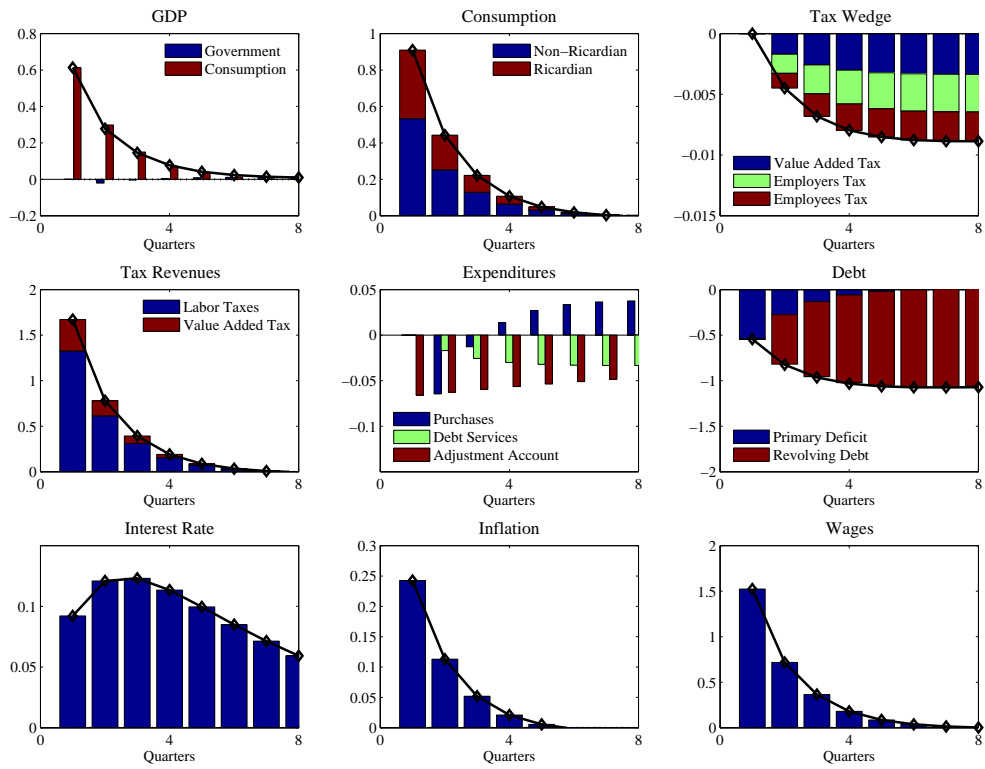 GDP
0.8
0.6
0.4
0.2
0
−0.2
0
4
8
Quarters
Government
Consumption
Consumption
1
0.8
0.6
0.4
0.2
0
0
4
8
Quarters
Non−Ricardian
Ricardian
Tax Wedge
0
−0.005
−0.01
−0.015
0
4
8
Quarters
Value Added Tax
Employers Tax
Employees Tax
Tax Revenues
2
1.5
1
0.5
0
0
4
8
Quarters
Labor Taxes
Value Added Tax
Expenditures
0.05
0
−0.05
−0.1
0
4
8
Quarters
Purchases
Debt Services
Adjustment Account
Debt
0
−0.5
−1
−1.5
−2
0
4
8
Quarters
Primary Deficit
Revolving Debt
Interest Rate
0.1
0.05
0
0
4
8
Quarters
Inflation
0.3
0.25
0.2
0.15
0.1
0.05
0
0
4
8
Quarters
Wages
2
1.5
1
0.5
0
0
4
8
Quarters